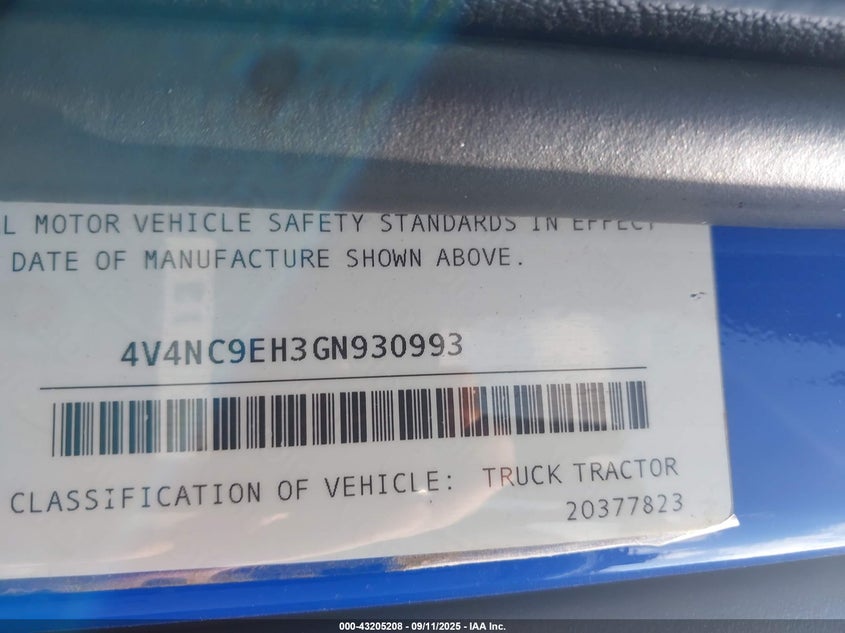 L MOTOR VEHICLE SAFETY STANDARDS IN EFFECT
DATE OF MANUFACTURE SHOWN ABOVE.
4V4NC9EH3GN930993
CLASSIFICATION OF VEHICLE: TRUCK TRACTOR
20377823
000-43205208 - 09/11/2025 - IAA Inc.